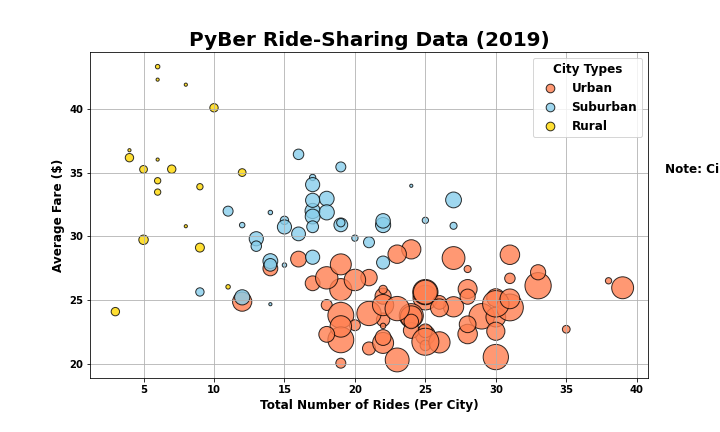 PyBer Ride-Sharing Data (2019)
City Types
Urban
Suburban
Rural
Note: Ci
Average Fare ($)
40
35
30
25
20
5 10 15 20 25 30 35 40
Total Number of Rides (Per City)